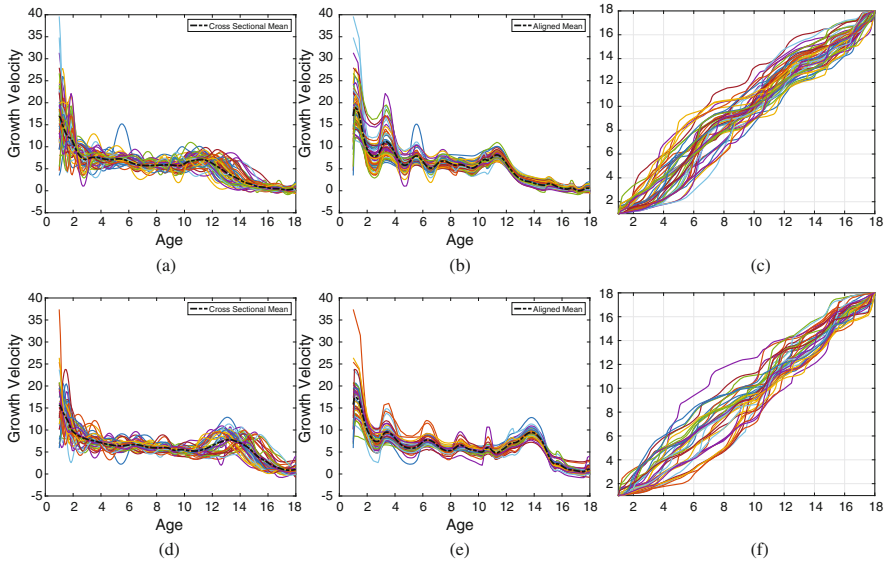 40
35
30
25
20
15
10
5
0
-5
Growth Velocity
0 2 4 6 8 10 12 14 16 18
Age
Cross Sectional Mean
(a)
40
35
30
25
20
15
10
5
0
-5
Growth Velocity
0 2 4 6 8 10 12 14 16 18
Age
Aligned Mean
(b)
18
16
14
12
10
8
6
4
2
2 4 6 8 10 12 14 16 18
(c)
40
35
30
25
20
15
10
5
0
-5
Growth Velocity
0 2 4 6 8 10 12 14 16 18
Age
Cross Sectional Mean
(d)
40
35
30
25
20
15
10
5
0
-5
Growth Velocity
0 2 4 6 8 10 12 14 16 18
Age
Aligned Mean
(e)
18
16
14
12
10
8
6
4
2
2 4 6 8 10 12 14 16 18
(f)